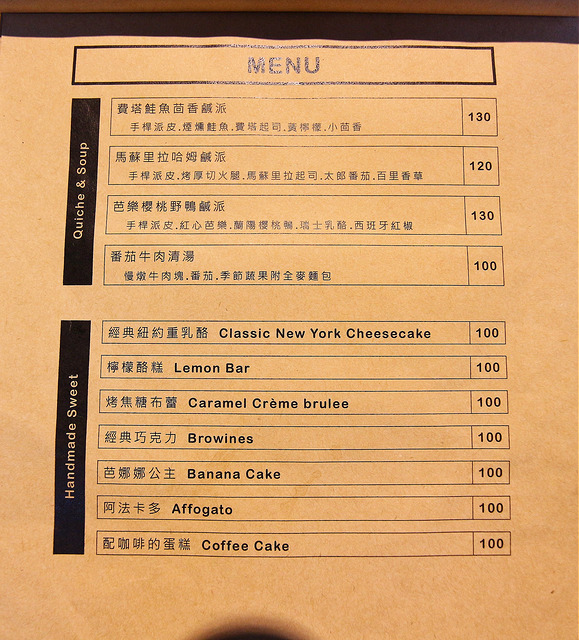 MENU
Quiche & Soup
費塔鮭魚茴香鹹派 130
手桿派皮.煙燻鮭魚.費塔起司.黃檸檬.小茴香
馬蘇里拉哈姆鹹派 120
手桿派皮.烤厚切火腿.馬蘇里拉起司.太郎番茄.百里香草
芭樂櫻桃野鴨鹹派 130
手桿派皮.紅心芭樂.蘭陽櫻桃鴨.瑞士乳酪.西班牙紅椒
番茄牛肉清湯 100
慢燉牛肉塊.番茄.季節蔬果附全麥麵包
Handmade Sweet
經典紐約重乳酪 Classic New York Cheesecake 100
檸檬酪糕 Lemon Bar 100
烤焦糖布蕾 Caramel Crème brulee 100
經典巧克力 Browines 100
芭娜娜公主 Banana Cake 100
阿法卡多 Affogato 100
配咖啡的蛋糕 Coffee Cake 100